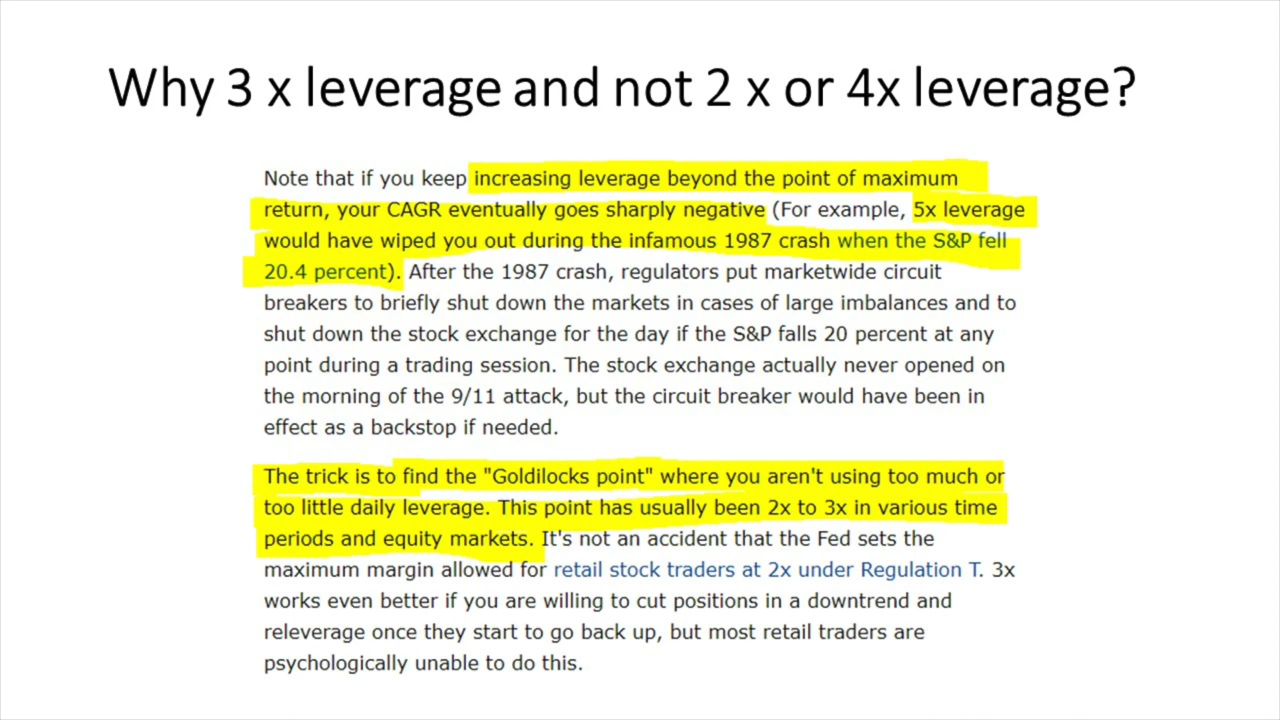 Why 3 x leverage and not 2 x or 4x leverage?
Note that if you keep increasing leverage beyond the point of maximum
return, your CAGR eventually goes sharply negative (For example, 5x leverage
would have wiped you out during the infamous 1987 crash when the S&P fell
20.4 percent). After the 1987 crash, regulators put marketwide circuit
breakers to briefly shut down the markets in cases of large imbalances and to
shut down the stock exchange for the day if the S&P falls 20 percent at any
point during a trading session. The stock exchange actually never opened on
the morning of the 9/11 attack, but the circuit breaker would have been in
effect as a backstop if needed.
The trick is to find the "Goldilocks point" where you aren't using too much or
too little daily leverage. This point has usually been 2x to 3x in various time
periods and equity markets. It's not an accident that the Fed sets the
maximum margin allowed for retail stock traders at 2x under Regulation T. 3x
works even better if you are willing to cut positions in a downtrend and
releverage once they start to go back up, but most retail traders are
psychologically unable to do this.